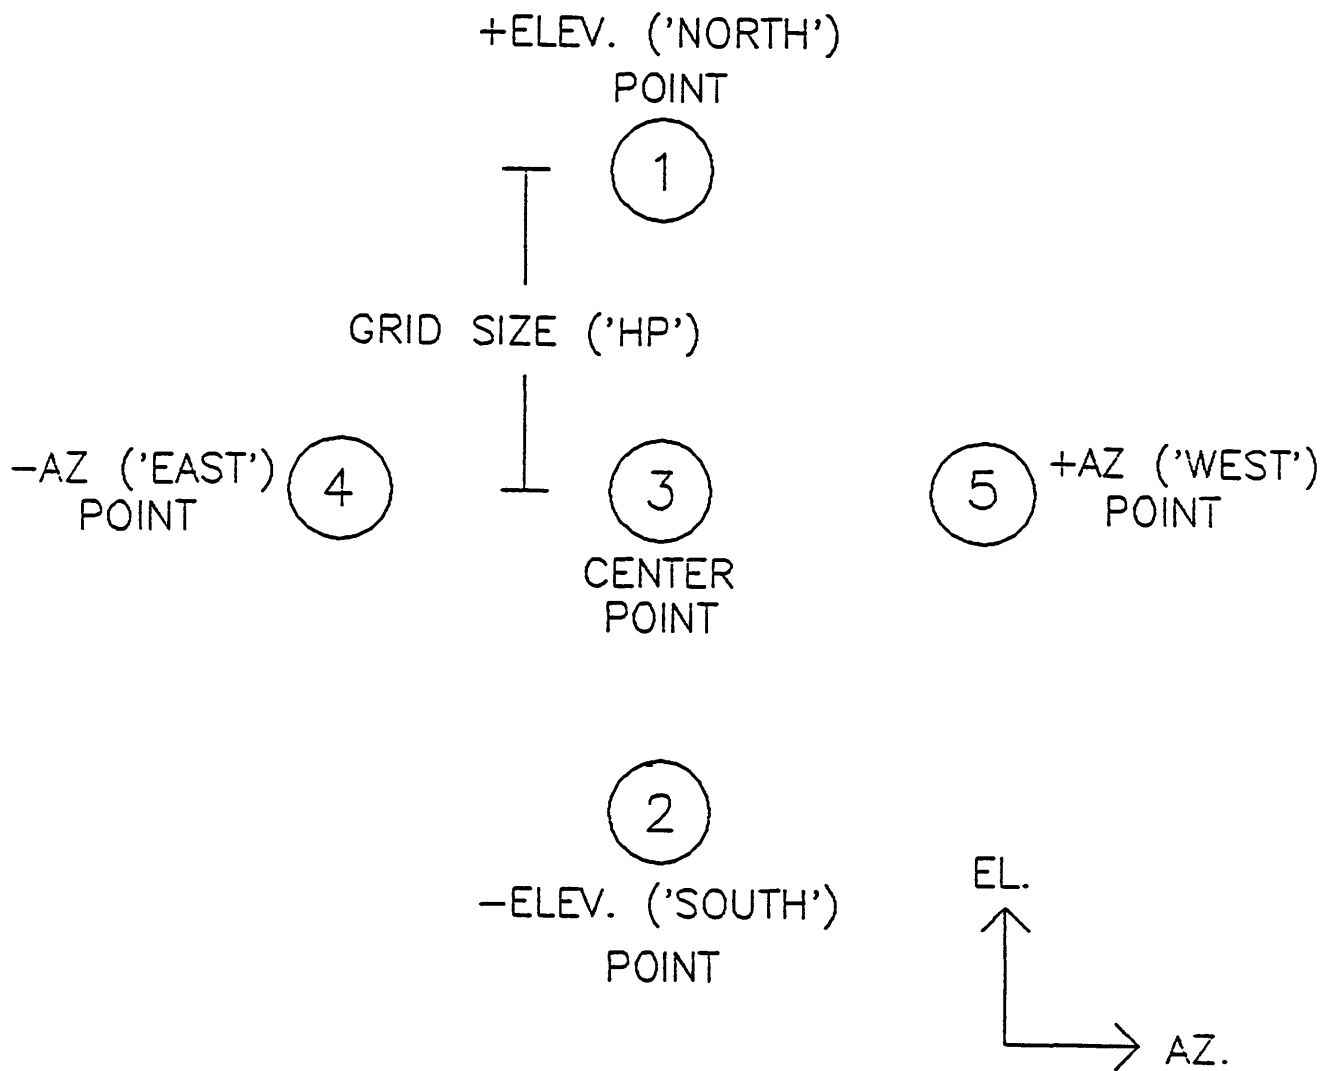 +ELEV. ('NORTH')
POINT
1
GRID SIZE ('HP')
-AZ ('EAST')
POINT
4
3
CENTER
POINT
5
+AZ ('WEST')
POINT
2
-ELEV. ('SOUTH')
POINT
EL.
AZ.